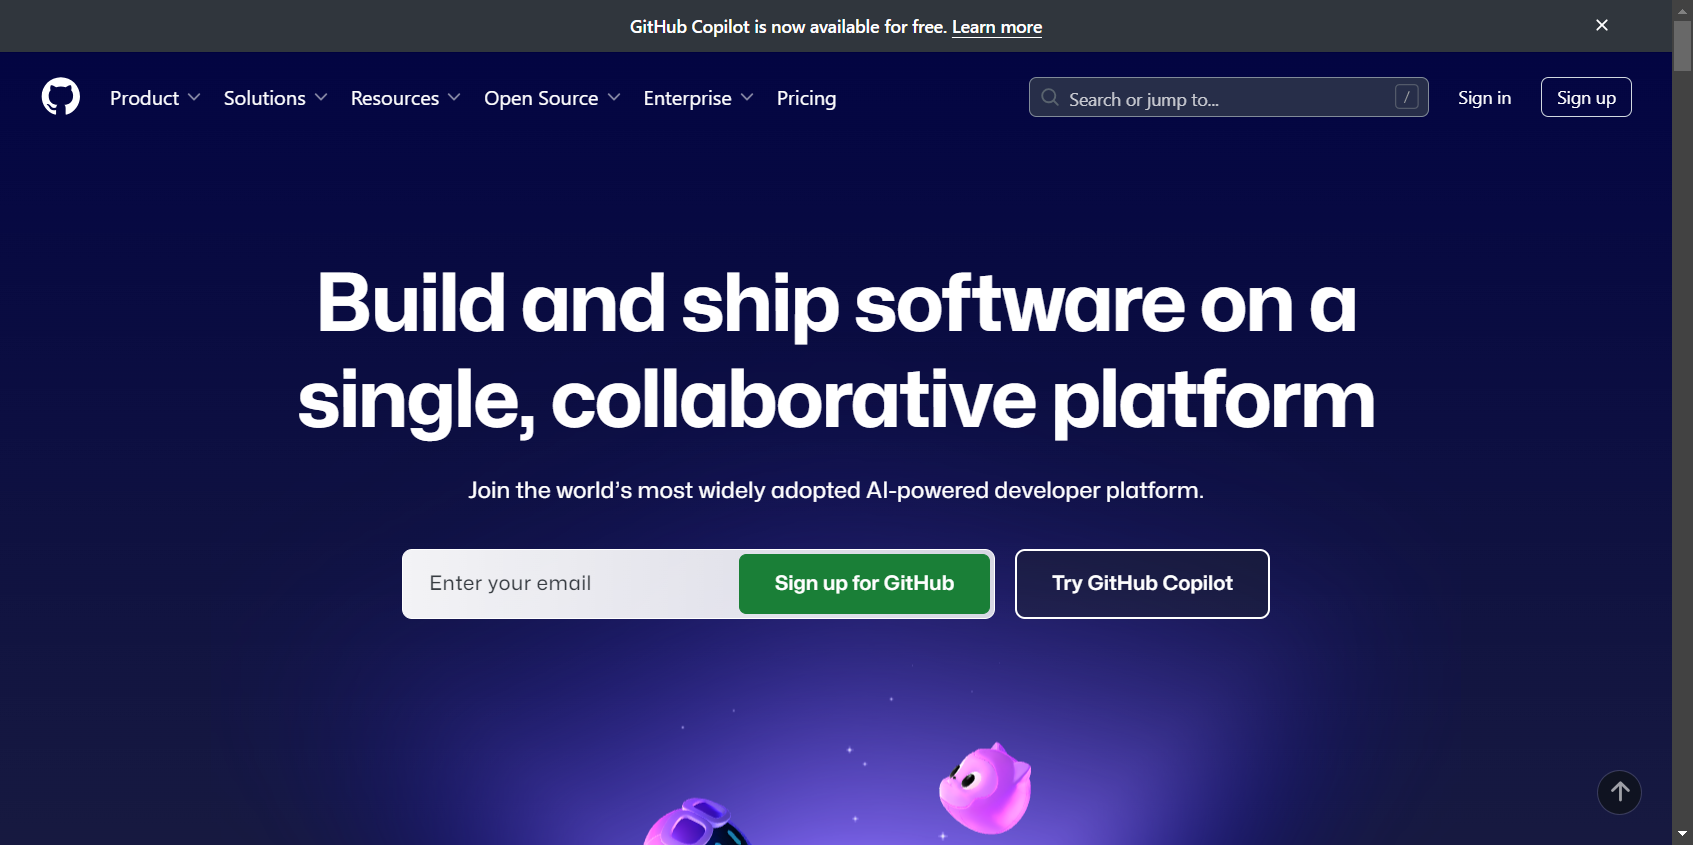 GitHub Copilot is now available for free. Learn more
Product Solutions Resources Open Source Enterprise Pricing Search or jump to... / Sign in Sign up
Build and ship software on a
single, collaborative platform
Join the world’s most widely adopted AI-powered developer platform.
Enter your email Sign up for GitHub Try GitHub Copilot